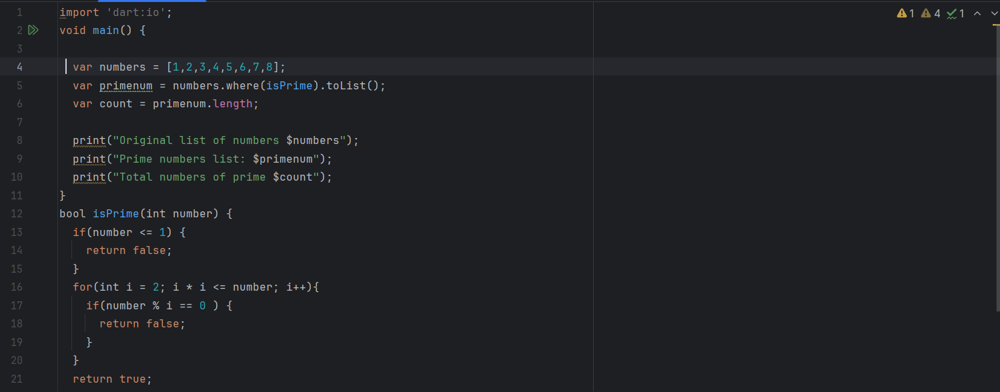 1 import 'dart:io';
2 void main() {
3
4 var numbers = [1,2,3,4,5,6,7,8];
5 var primenum = numbers.where(isPrime).toList();
6 var count = primenum.length;
7
8 print("Original list of numbers $numbers");
9 print("Prime numbers list: $primenum");
10 print("Total numbers of prime $count");
11 }
12 bool isPrime(int number) {
13 if(number <= 1) {
14 return false;
15 }
16 for(int i = 2; i * i <= number; i++){
17 if(number % i == 0 ) {
18 return false;
19 }
20 }
21 return true;
1 4 1